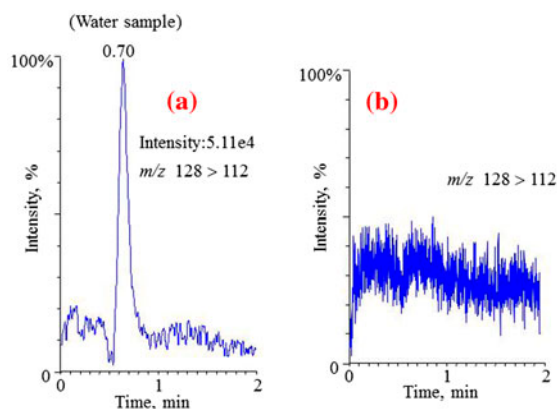 (Water sample)
0.70
100%
(a)
Intensity:5.11e4
m/z 128 > 112
Intensity, %
0
0 1 2
Time, min
100%
(b)
m/z 128 > 112
Intensity, %
0
0 1 2
Time, min